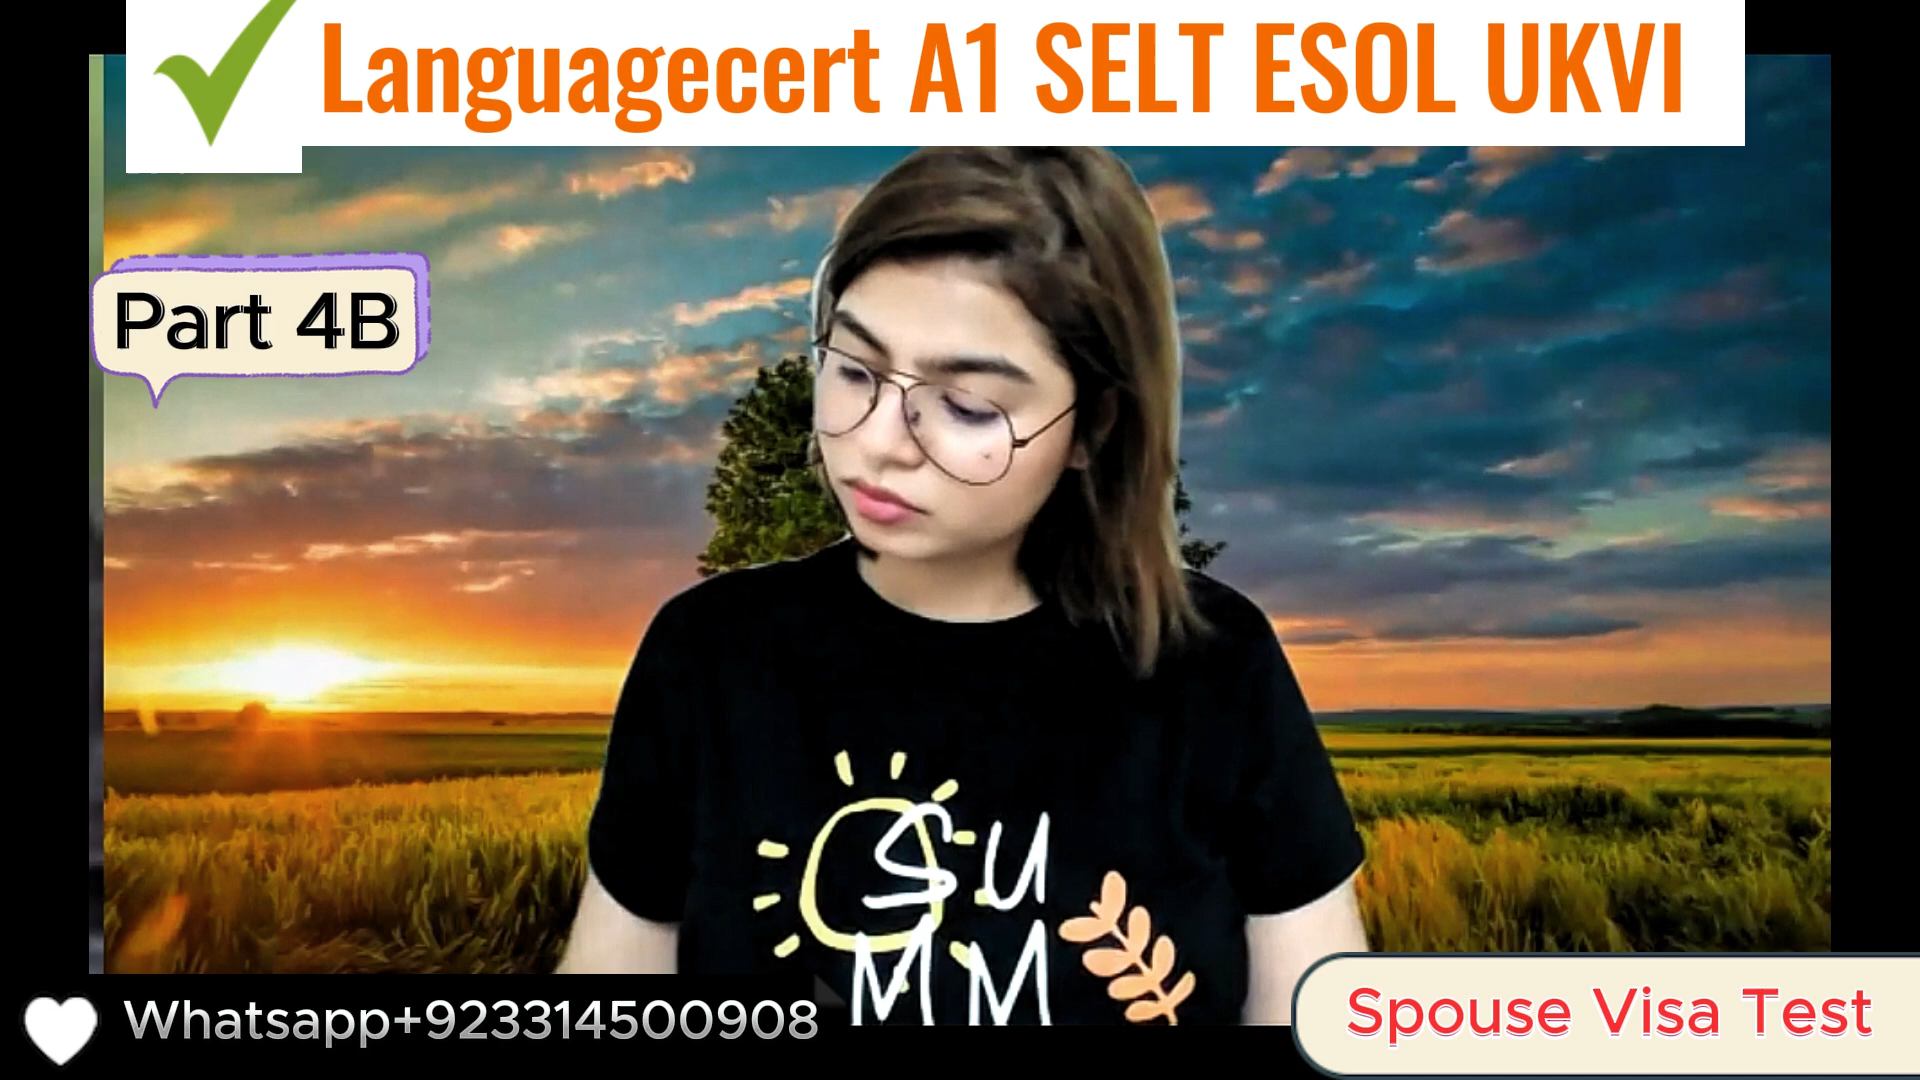 Languagecert A1 SELT ESOL UKVI
Part 4B
SU
MM
Whatsapp+923314500908
Spouse Visa Test